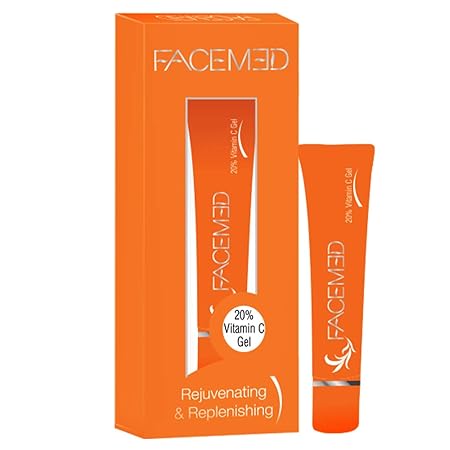 FACEMED
20% Vitamin C Gel
FACEMED
20%
Vitamin C
Gel
Rejuvenating
& Replenishing
20% Vitamin C Gel
FACEMED